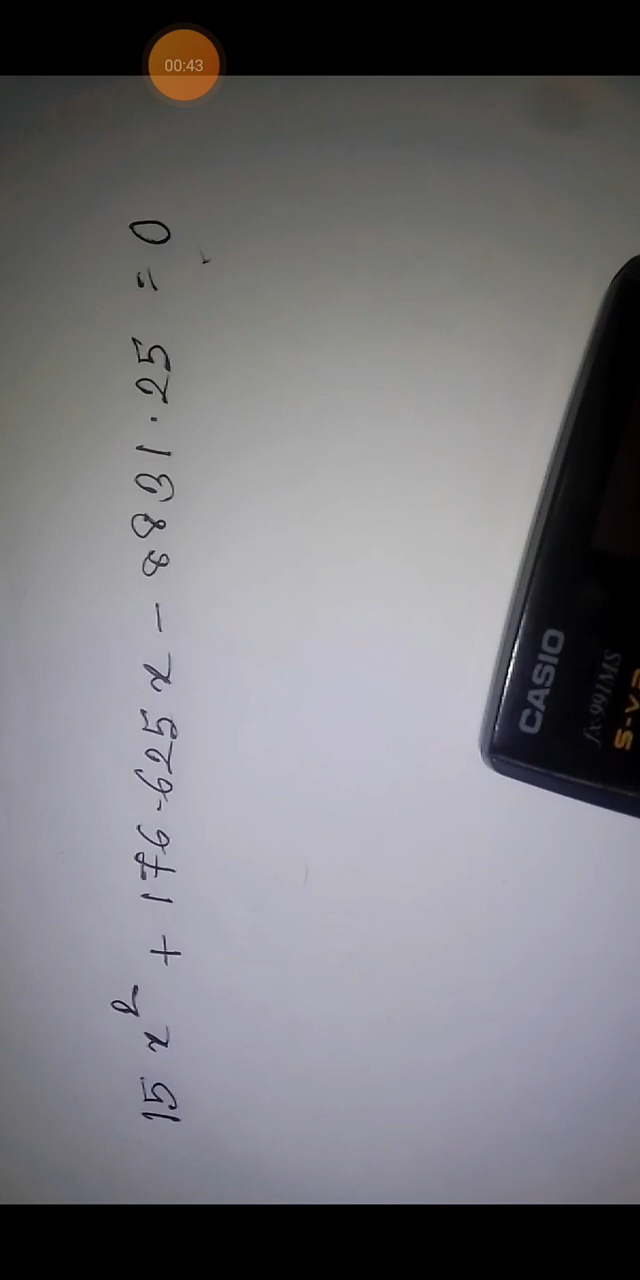 00:43
15x² + 176.625x - 8831.25 = 0
CASIO
fx-991MS
S-V.P